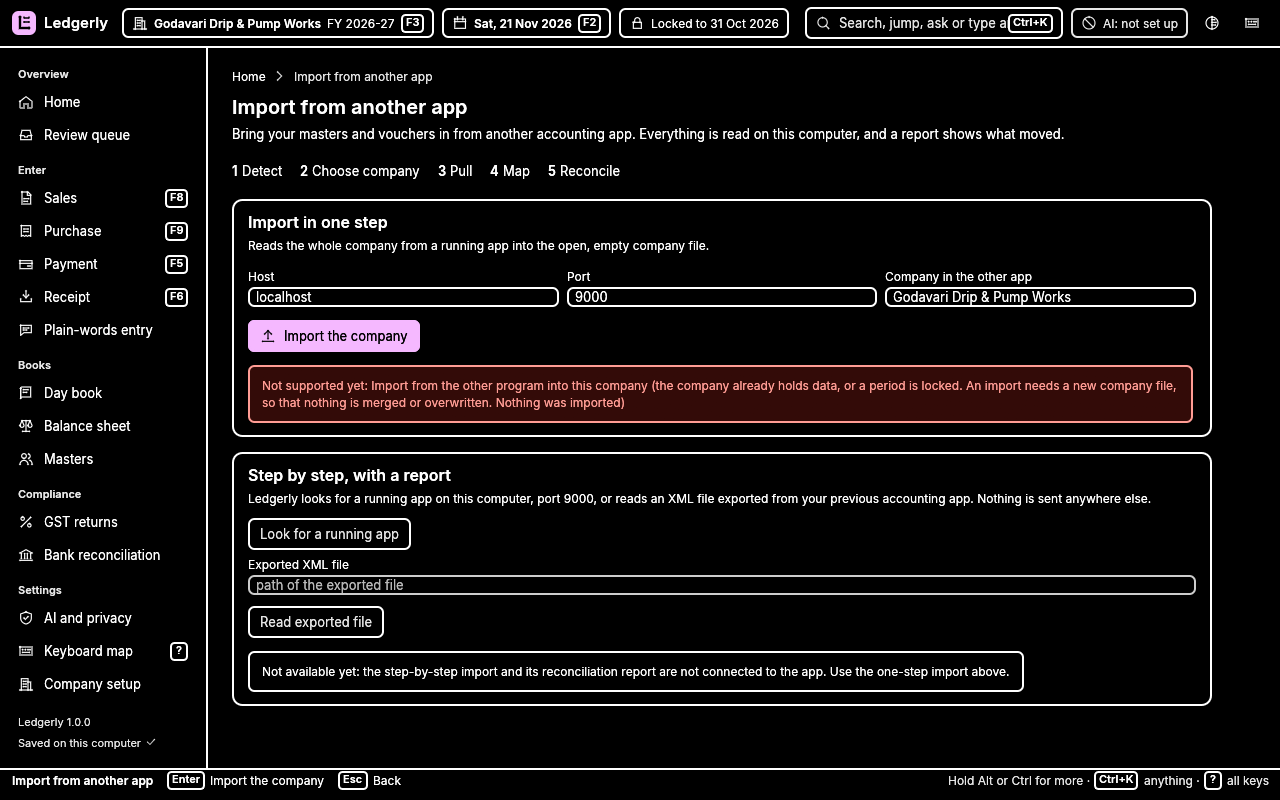 Ledgerly
Godavari Drip & Pump Works FY 2026-27 F3
Sat, 21 Nov 2026 F2
Locked to 31 Oct 2026
Search, jump, ask or type a Ctrl+K
AI: not set up
Overview
Home
Review queue
Enter
Sales F8
Purchase F9
Payment F5
Receipt F6
Plain-words entry
Books
Day book
Balance sheet
Masters
Compliance
GST returns
Bank reconciliation
Settings
AI and privacy
Keyboard map ?
Company setup
Ledgerly 1.0.0
Saved on this computer
Home > Import from another app
Import from another app
Bring your masters and vouchers in from another accounting app. Everything is read on this computer, and a report shows what moved.
1 Detect 2 Choose company 3 Pull 4 Map 5 Reconcile
Import in one step
Reads the whole company from a running app into the open, empty company file.
Host Port Company in the other app
localhost 9000 Godavari Drip & Pump Works
Import the company
Not supported yet: Import from the other program into this company (the company already holds data, or a period is locked. An import needs a new company file,
so that nothing is merged or overwritten. Nothing was imported)
Step by step, with a report
Ledgerly looks for a running app on this computer, port 9000, or reads an XML file exported from your previous accounting app. Nothing is sent anywhere else.
Look for a running app
Exported XML file
path of the exported file
Read exported file
Not available yet: the step-by-step import and its reconciliation report are not connected to the app. Use the one-step import above.
Import from another app Enter Import the company Esc Back
Hold Alt or Ctrl for more · Ctrl+K anything · ? all keys